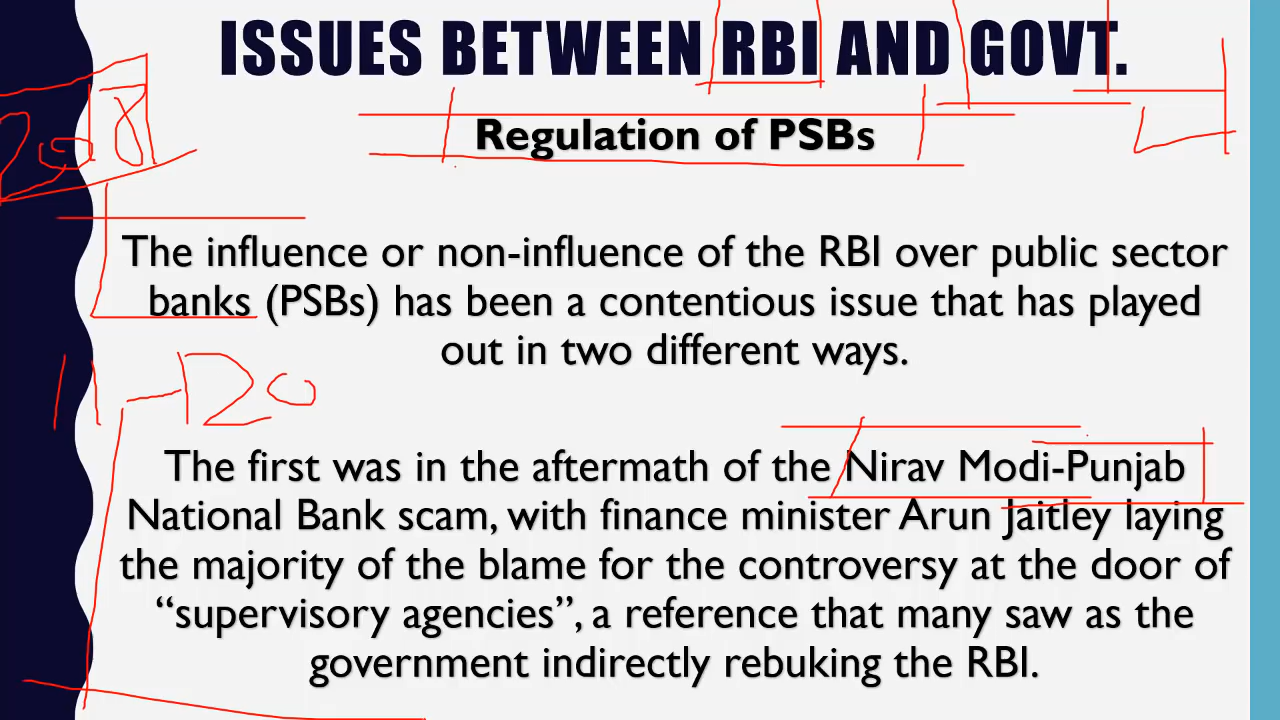 ISSUES BETWEEN RBI AND GOVT.
Regulation of PSBs
2018
The influence or non-influence of the RBI over public sector
banks (PSBs) has been a contentious issue that has played
out in two different ways.
The first was in the aftermath of the Nirav Modi-Punjab
National Bank scam, with finance minister Arun Jaitley laying
the majority of the blame for the controversy at the door of
“supervisory agencies”, a reference that many saw as the
government indirectly rebuking the RBI.